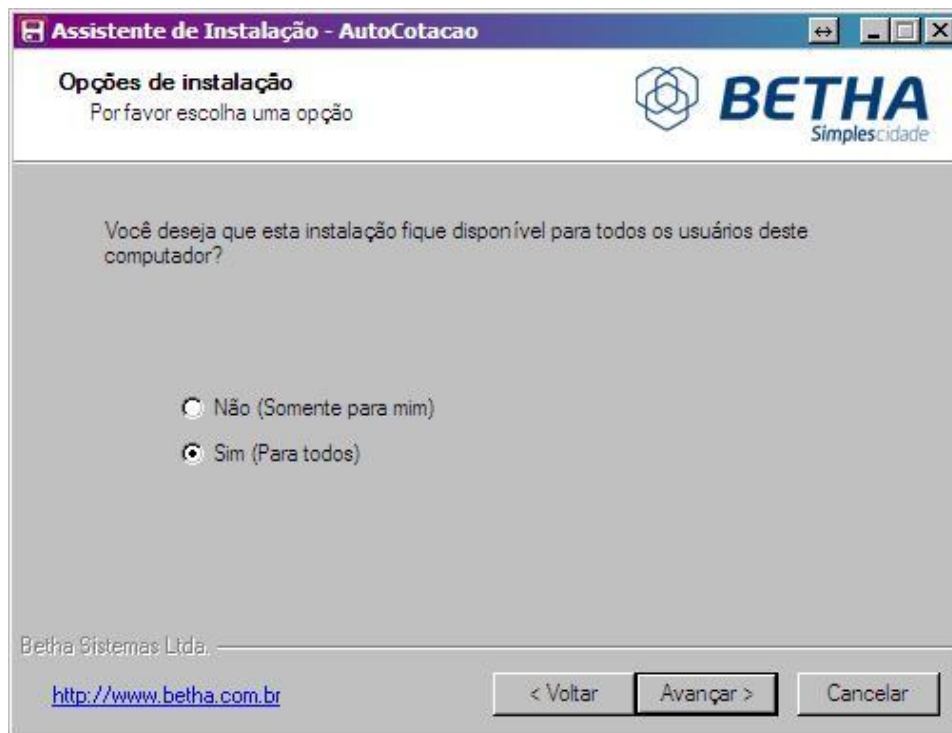 Assistente de Instalação - AutoCotacao
Opções de instalação
Por favor escolha uma opção
BETHA
Simplescidade
Você deseja que esta instalação fique disponível para todos os usuários deste
computador?
Não (Somente para mim)
Sim (Para todos)
Betha Sistemas Ltda.
http://www.betha.com.br
< Voltar
Avançar >
Cancelar